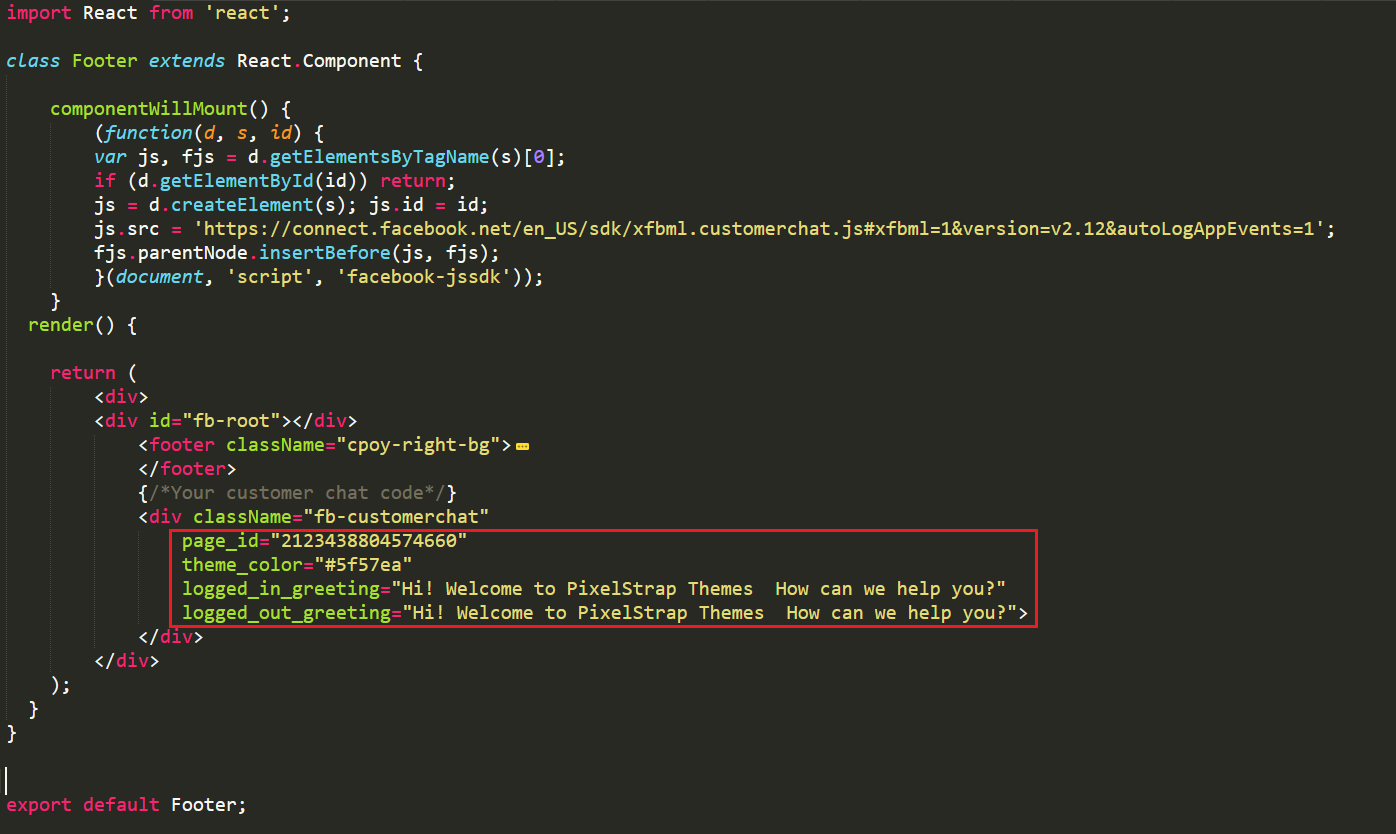 import React from 'react';
class Footer extends React.Component {
componentWillMount() {
(function(d, s, id) {
var js, fjs = d.getElementsByTagName(s)[0];
if (d.getElementById(id)) return;
js = d.createElement(s); js.id = id;
js.src = 'https://connect.facebook.net/en_US/sdk/xfbml.customerchat.js#xfbml=1&version=v2.12&autoLogAppEvents=1';
fjs.parentNode.insertBefore(js, fjs);
}(document, 'script', 'facebook-jssdk'));
}
render() {
return (
<div>
<div id="fb-root"></div>
<footer className="cpoy-right-bg">
</footer>
{/*Your customer chat code*/}
<div className="fb-customerchat"
page_id="2123438804574660"
theme_color="#5f57ea"
logged_in_greeting="Hi! Welcome to PixelStrap Themes  How can we help you?"
logged_out_greeting="Hi! Welcome to PixelStrap Themes  How can we help you?">
</div>
</div>
);
}
}
export default Footer;